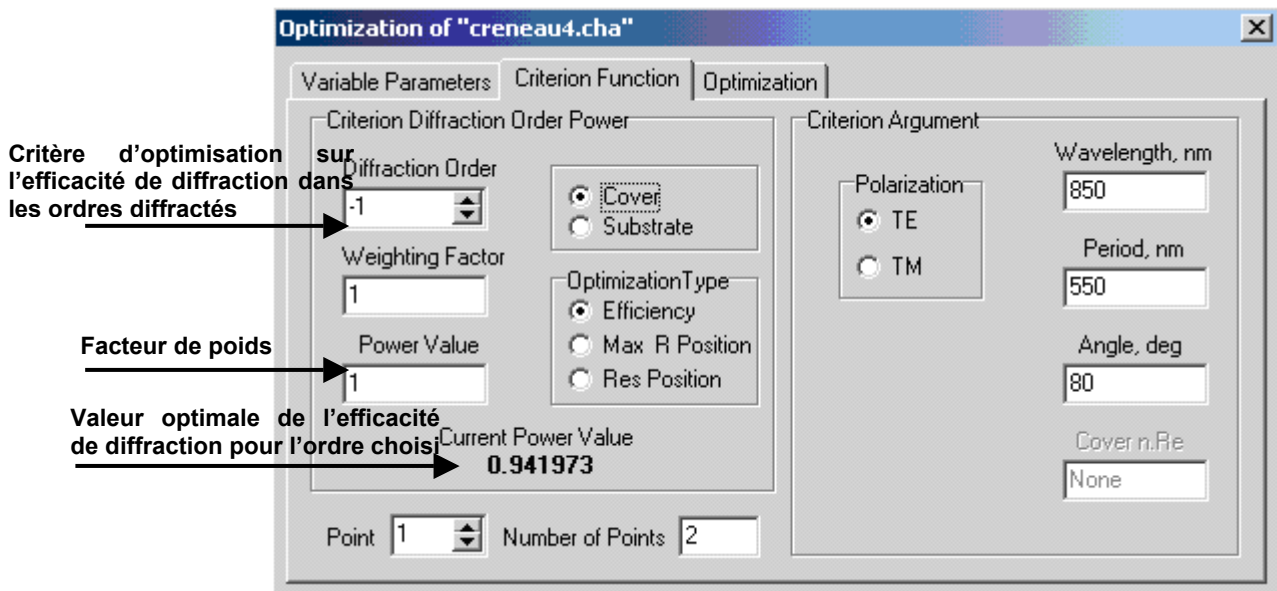 Optimization of "creneau4.cha"
Variable Parameters
Criterion Function
Optimization
Critère d'optimisation sur
l'efficacité de diffraction dans
les ordres diffractés
Facteur de poids
Valeur optimale de l'efficacité
de diffraction pour l'ordre choisi
Criterion Diffraction Order Power
Diffraction Order
-1
Cover
Substrate
Weighting Factor
1
OptimizationType
Efficiency
Max R Position
Res Position
Power Value
1
Current Power Value
0.941973
Point
1
Number of Points
2
Criterion Argument
Polarization
TE
TM
Wavelength, nm
850
Period, nm
550
Angle, deg
80
Cover n.Re
None